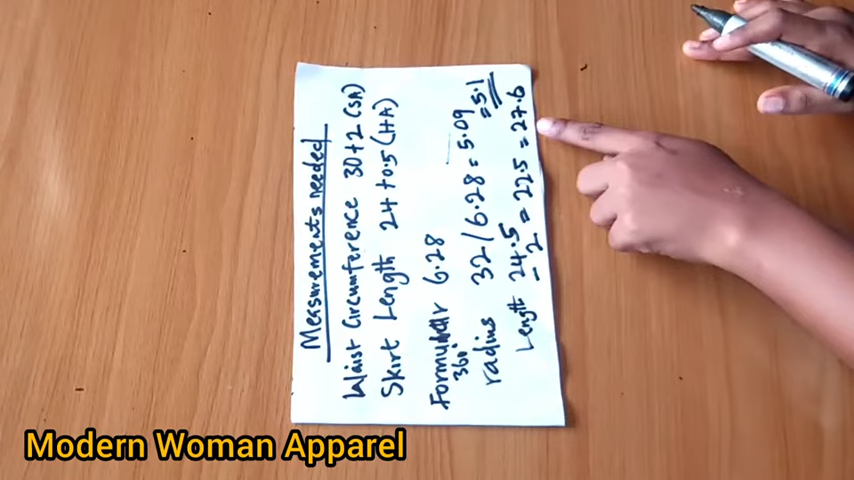 Measurements needed
Waist Circumference 30+2 (SA)
Skirt Length 24+0.5 (HA)
Formular 6.28
360°
radius 32/6.28 = 5.09
= 5.1
Length 24.5
- 2 = 22.5 = 27.6
Modern Woman Apparel